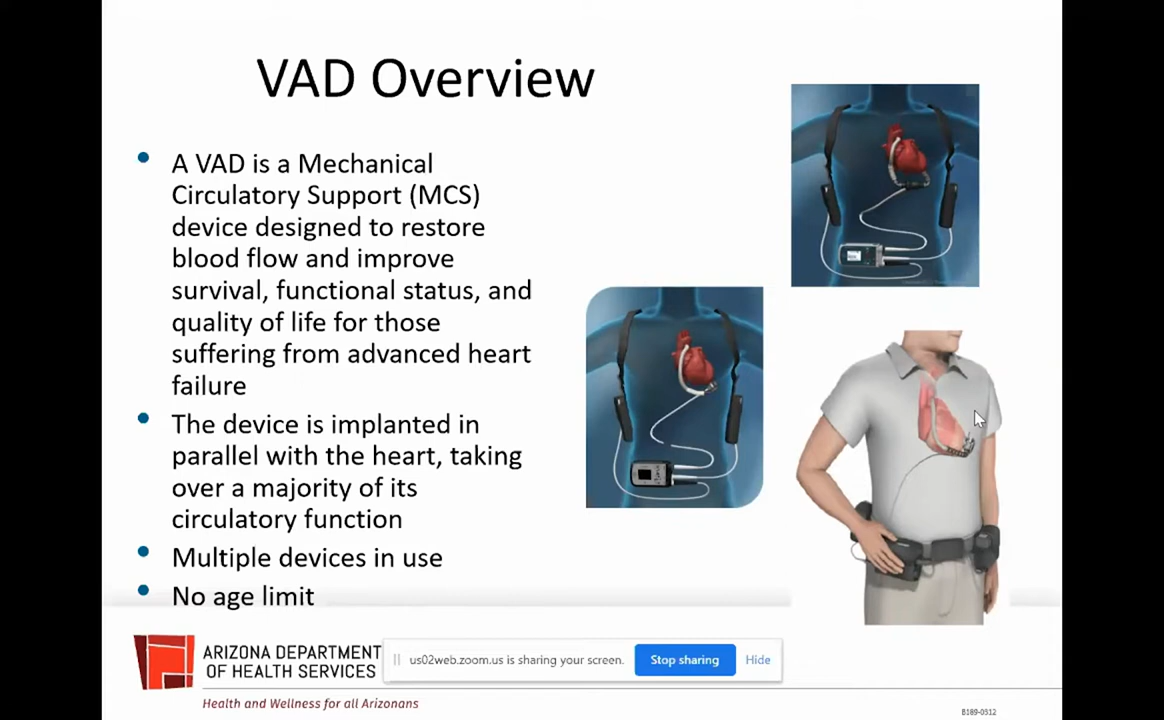 VAD Overview
A VAD is a Mechanical
Circulatory Support (MCS)
device designed to restore
blood flow and improve
survival, functional status, and
quality of life for those
suffering from advanced heart
failure
The device is implanted in
parallel with the heart, taking
over a majority of its
circulatory function
Multiple devices in use
No age limit
ARIZONA DEPARTMENT
OF HEALTH SERVICES
us02web.zoom.us is sharing your screen.
Stop sharing
Hide
Health and Wellness for all Arizonans
B189-0512